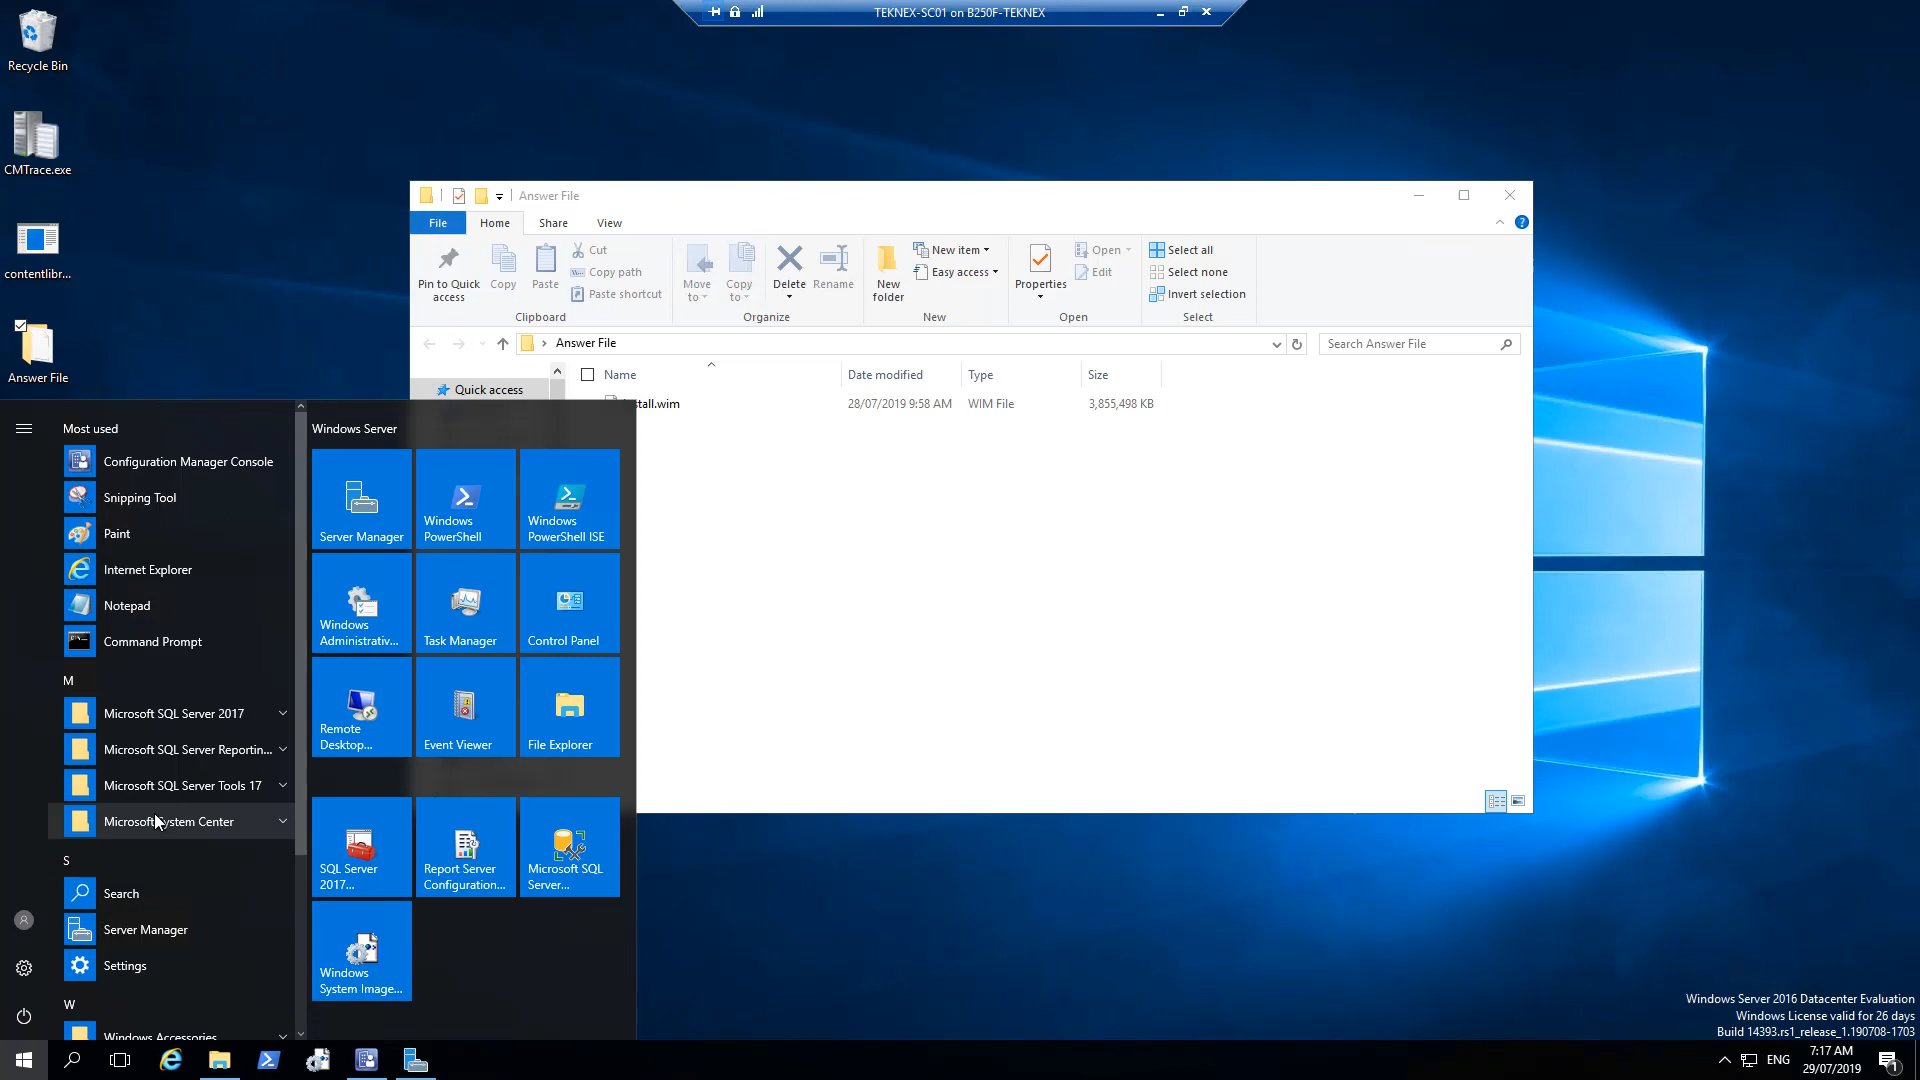 TEKNEX-SC01 on B250F-TEKNEX
Recycle Bin
CMTrace.exe
contentlibr...
Answer File
Answer File
File
Home
Share
View
Pin to Quick access
Copy
Paste
Cut
Copy path
Paste shortcut
Clipboard
Move to
Copy to
Delete
Rename
Organize
New folder
New item
Easy access
New
Properties
Open
Edit
Open
Select all
Select none
Invert selection
Select
Answer File
Search Answer File
Quick access
Name
Date modified
Type
Size
stall.wim
28/07/2019 9:58 AM
WIM File
3,855,498 KB
Most used
Configuration Manager Console
Snipping Tool
Paint
Internet Explorer
Notepad
Command Prompt
M
Microsoft SQL Server 2017
Microsoft SQL Server Reportin...
Microsoft SQL Server Tools 17
Microsoft System Center
S
Search
Server Manager
Settings
W
Windows Accessories
Windows Server
Server Manager
Windows PowerShell
Windows PowerShell ISE
Windows Administrativ...
Task Manager
Control Panel
Remote Desktop...
Event Viewer
File Explorer
SQL Server 2017...
Report Server Configuration...
Microsoft SQL Server...
Windows System Image...
Windows Server 2016 Datacenter Evaluation
Windows License valid for 26 days
Build 14393.rs1_release_1.190708-1703
ENG
7:17 AM
29/07/2019
1